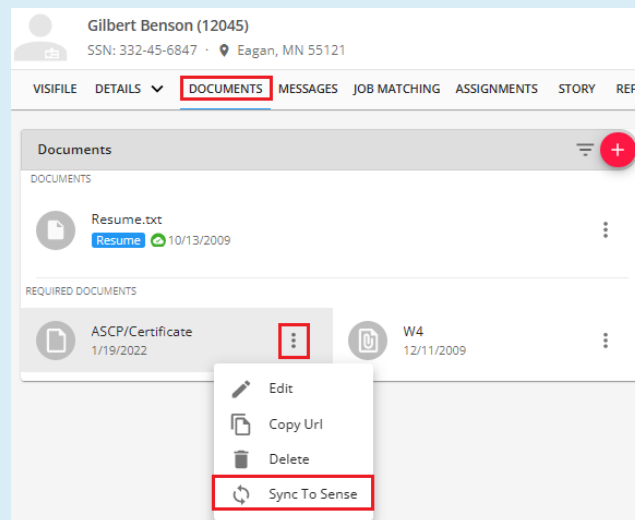 Gilbert Benson (12045)
SSN: 332-45-6847 · Eagan, MN 55121
VISIFILE DETAILS DOCUMENTS MESSAGES JOB MATCHING ASSIGNMENTS STORY REF
Documents
DOCUMENTS
Resume.txt
Resume 10/13/2009
REQUIRED DOCUMENTS
ASCP/Certificate W4
1/19/2022 12/11/2009
Edit
Copy Url
Delete
Sync To Sense